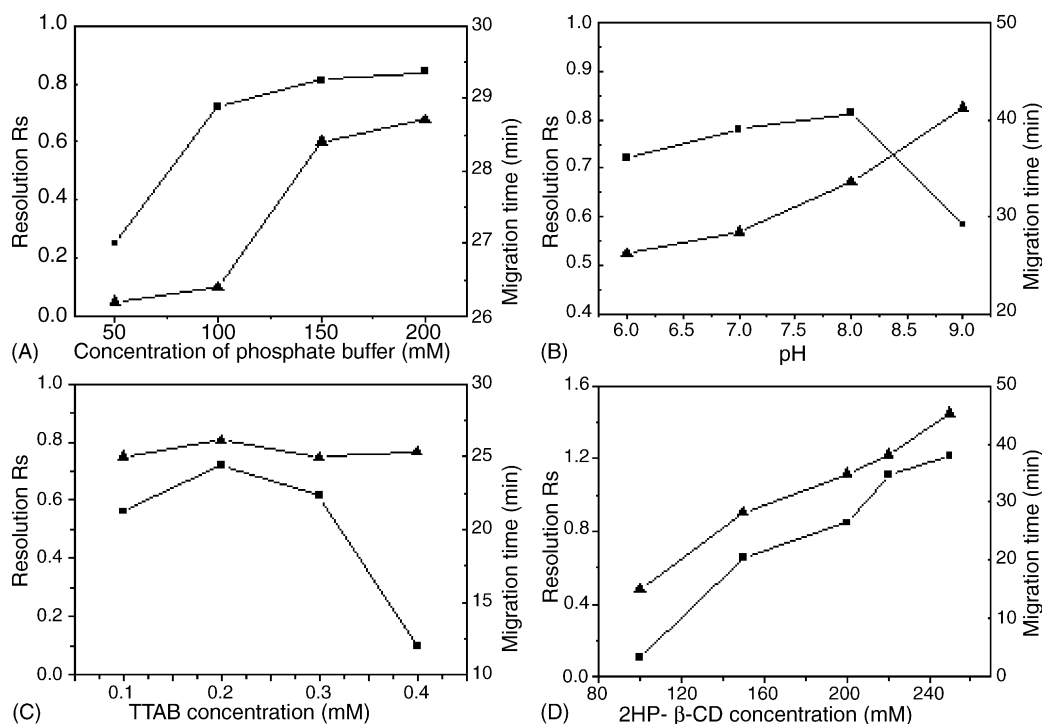 1.0
0.8
0.6
0.4
0.2
0.0
Resolution Rs
30
29
28
27
26
Migration time (min)
50 100 150 200
(A) Concentration of phosphate buffer (mM)
1.0
0.9
0.8
0.7
0.6
0.5
0.4
Resolution Rs
50
40
30
20
Migration time (min)
6.0 6.5 7.0 7.5 8.0 8.5 9.0
(B) pH
1.0
0.8
0.6
0.4
0.2
0.0
Resolution Rs
30
25
20
15
10
Migration time (min)
0.1 0.2 0.3 0.4
(C) TTAB concentration (mM)
1.6
1.2
0.8
0.4
0.0
Resolution Rs
50
40
30
20
10
0
Migration time (min)
80 120 160 200 240
(D) 2HP- β-CD concentration (mM)